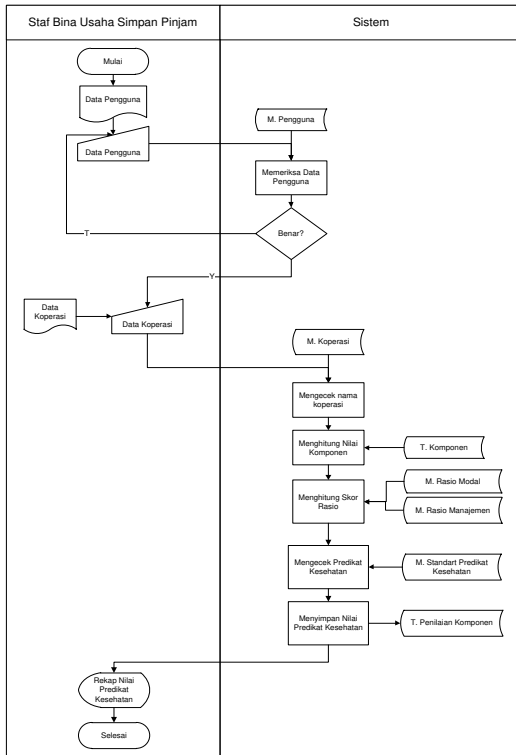 Staf Bina Usaha Simpan Pinjam
Sistem
Mulai
Data Pengguna
Data Pengguna
M. Pengguna
Memeriksa Data
Pengguna
Benar?
T
Y
Data
Koperasi
Data Koperasi
M. Koperasi
Mengecek nama
koperasi
Menghitung Nilai
Komponen
T. Komponen
Menghitung Skor
Rasio
M. Rasio Modal
M. Rasio Manajemen
Mengecek Predikat
Kesehatan
M. Standart Predikat
Kesehatan
Menyimpan Nilai
Predikat Kesehatan
T. Penilaian Komponen
Rekap Nilai
Predikat
Kesehatan
Selesai